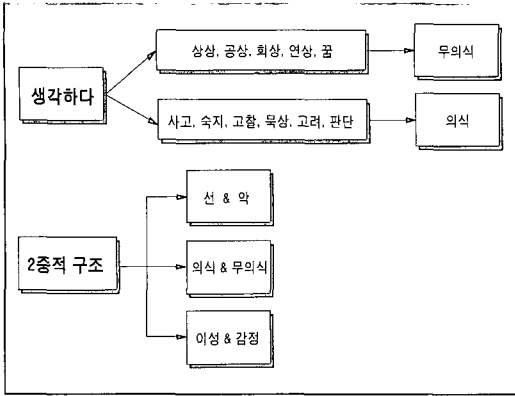 상상, 공상, 회상, 연상, 꿈
무의식
생각하다
사고, 숙지, 고찰, 묵상, 고려, 판단
의식
선 & 악
2중적 구조
의식 & 무의식
이성 & 감정